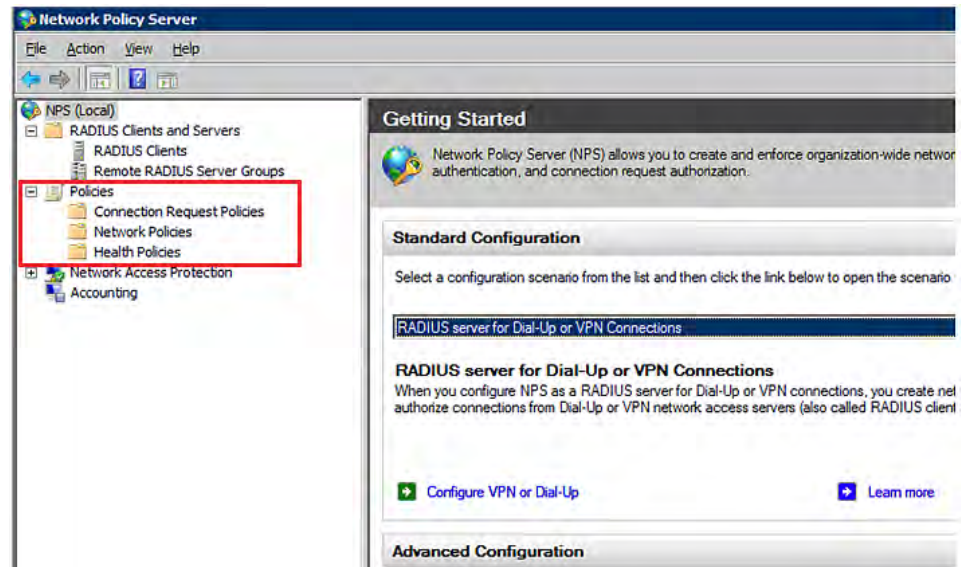 Network Policy Server
File Action View Help
NPS (Local)
RADIUS Clients and Servers
RADIUS Clients
Remote RADIUS Server Groups
Policies
Connection Request Policies
Network Policies
Health Policies
Network Access Protection
Accounting
Getting Started
Network Policy Server (NPS) allows you to create and enforce organization-wide networ
authentication, and connection request authorization.
Standard Configuration
Select a configuration scenario from the list and then click the link below to open the scenario
RADIUS server for Dial-Up or VPN Connections
RADIUS server for Dial-Up or VPN Connections
When you configure NPS as a RADIUS server for Dial-Up or VPN connections, you create net
authorize connections from Dial-Up or VPN network access servers (also called RADIUS client
Configure VPN or Dial-Up
Learn more
Advanced Configuration